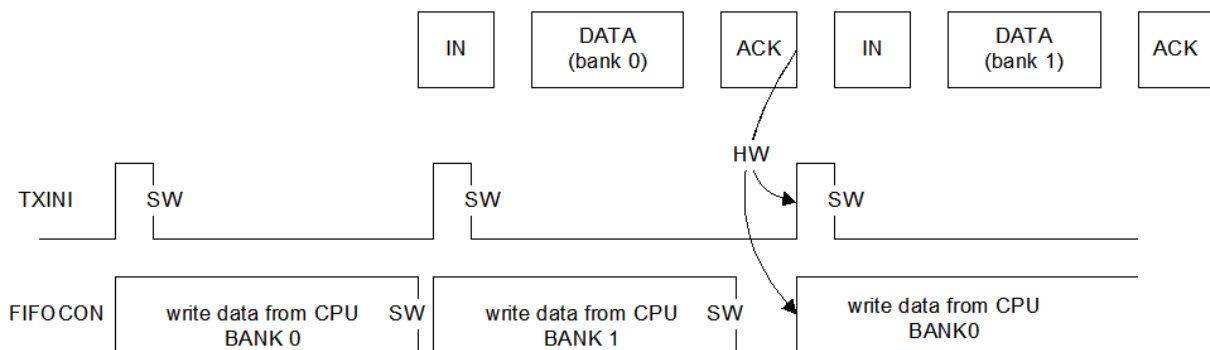 IN
DATA
(bank 0)
ACK
IN
DATA
(bank 1)
ACK
HW
TXINI
SW
SW
SW
FIFOCON
write data from CPU
BANK 0
SW
write data from CPU
BANK 1
SW
write data from CPU
BANK0